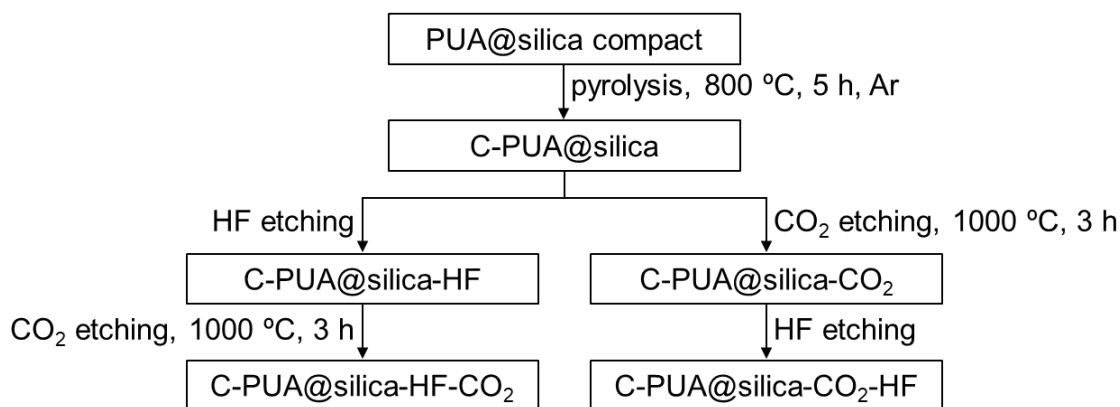 PUA@silica compact
pyrolysis, 800 ºC, 5 h, Ar
C-PUA@silica
HF etching
CO₂ etching, 1000 ºC, 3 h
C-PUA@silica-HF
C-PUA@silica-CO₂
CO₂ etching, 1000 ºC, 3 h
HF etching
C-PUA@silica-HF-CO₂
C-PUA@silica-CO₂-HF